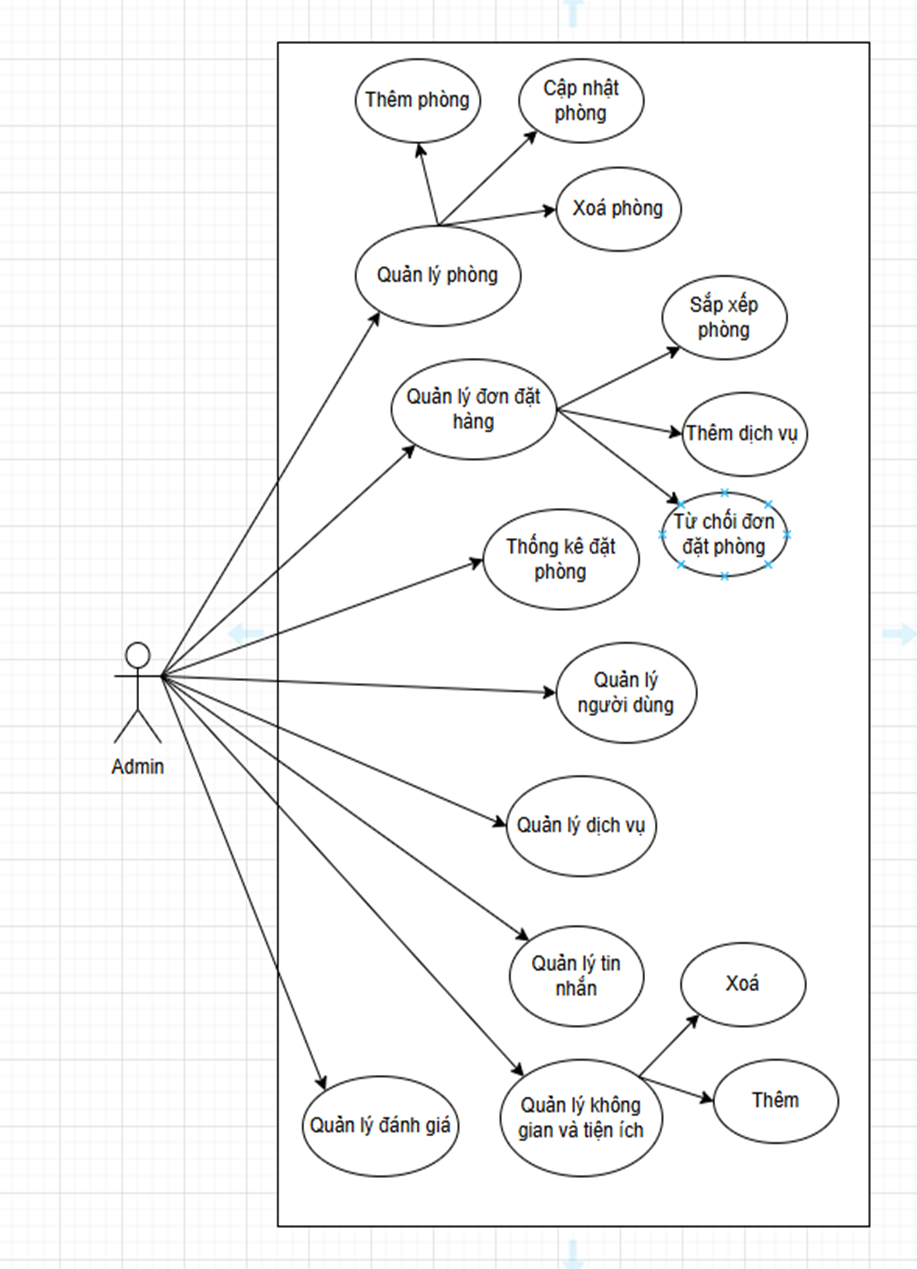 Thêm phòng
Cập nhật
phòng
Xoá phòng
Quản lý phòng
Sắp xếp
phòng
Quản lý đơn đặt
hàng
Thêm dịch vụ
Từ chối đơn
đặt phòng
Thống kê đặt
phòng
Quản lý
người dùng
Admin
Quản lý dịch vụ
Quản lý tin
nhắn
Xoá
Thêm
Quản lý không
gian và tiện ích
Quản lý đánh giá